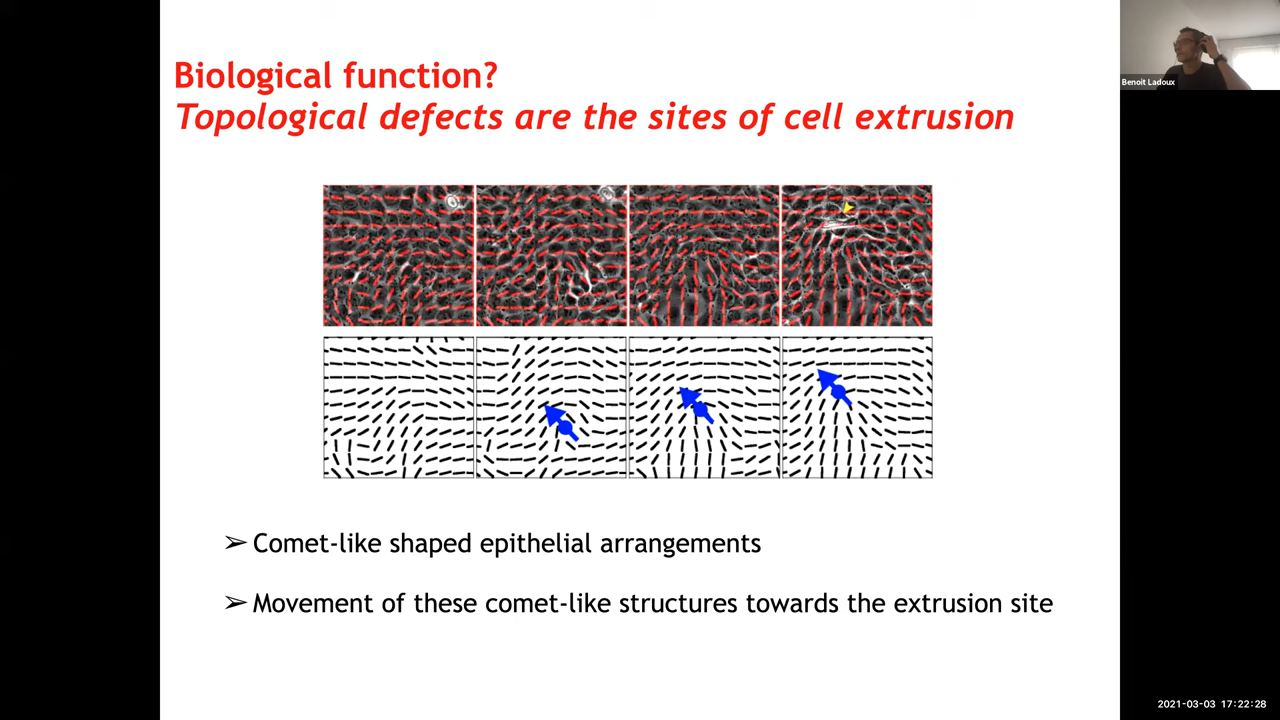 Biological function?
Topological defects are the sites of cell extrusion
Benoit Ladoux
➢ Comet-like shaped epithelial arrangements
➢ Movement of these comet-like structures towards the extrusion site
2021-03-03 17:22:28